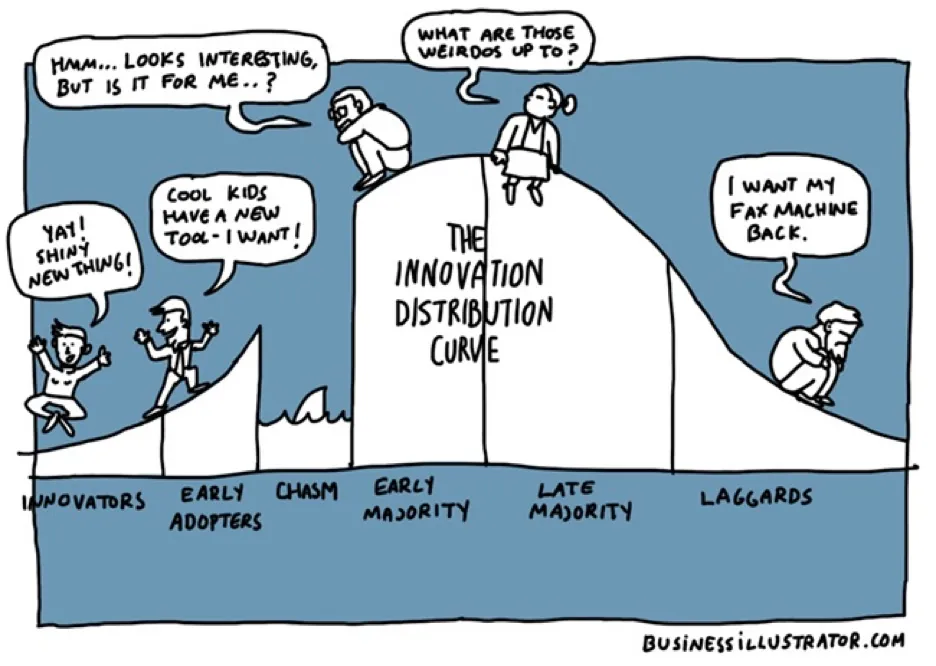 HMM... LOOKS INTERESTING,
BUT IS IT FOR ME..?
WHAT ARE THOSE
WEIRDOS UP TO?
YAY!
SHINY
NEW THING!
COOL KIDS
HAVE A NEW
TOOL - I WANT!
I WANT MY
FAX MACHINE
BACK.
THE
INNOVATION
DISTRIBUTION
CURVE
INNOVATORS
EARLY
ADOPTERS
CHASM
EARLY
MAJORITY
LATE
MAJORITY
LAGGARDS
BUSINESSILLUSTRATOR.COM